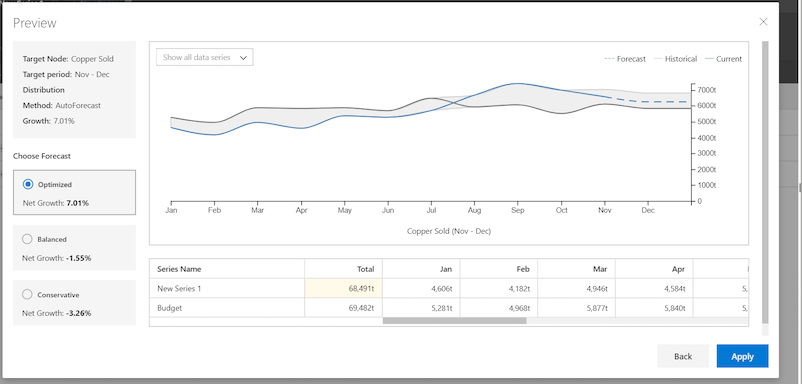 Preview
Target Node: Copper Sold
Target period: Nov - Dec
Distribution
Method: AutoForecast
Growth: 7.01%
Choose Forecast
Optimized
Net Growth: 7.01%
Balanced
Net Growth: -1.55%
Conservative
Net Growth: -3.26%
Show all data series
Forecast Historical Current
7000t
6000t
5000t
4000t
3000t
2000t
1000t
0
Jan Feb Mar Apr May Jun Jul Aug Sep Oct Nov Dec
Copper Sold (Nov - Dec)
Series Name Total Jan Feb Mar Apr
New Series 1 68,491t 4,606t 4,182t 4,946t 4,584t 5,
Budget 69,482t 5,281t 4,968t 5,877t 5,840t 5,
Back Apply